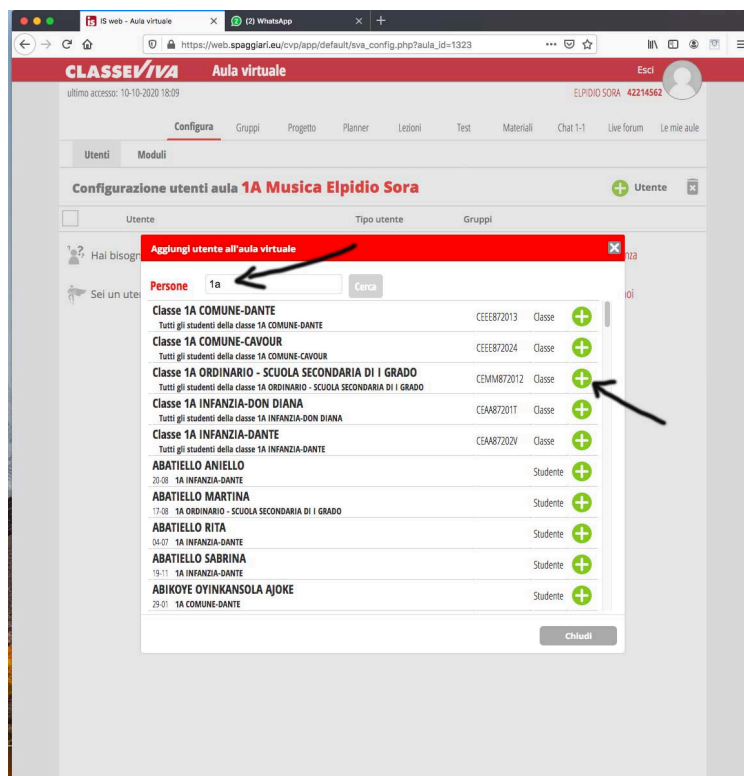 IS web - Aula virtuale
(2) WhatsApp
https://web.spaggiari.eu/cvp/app/default/sva_config.php?aula_id=1323
CLASSEVIVA Aula virtuale Esci
ultimo accesso: 10-10-2020 18:09 ELPIDIO SORA 42214562
Configura Gruppi Progetto Planner Lezioni Test Materiali Chat 1-1 Live forum Le mie aule
Utenti Moduli
Configurazione utenti aula 1A Musica Elpidio Sora Utente
Utente Tipo utente Gruppi
Aggiungi utente all'aula virtuale
Hai bisogn nza
Persone 1a Cerca
Sei un ute noi
Classe 1A COMUNE-DANTE
Tutti gli studenti della classe 1A COMUNE-DANTE CEEE872013 Classe
Classe 1A COMUNE-CAVOUR
Tutti gli studenti della classe 1A COMUNE-CAVOUR CEEE872024 Classe
Classe 1A ORDINARIO - SCUOLA SECONDARIA DI I GRADO
Tutti gli studenti della classe 1A ORDINARIO - SCUOLA SECONDARIA DI I GRADO CEMM872012 Classe
Classe 1A INFANZIA-DON DIANA
Tutti gli studenti della classe 1A INFANZIA-DON DIANA CEAA87201T Classe
Classe 1A INFANZIA-DANTE
Tutti gli studenti della classe 1A INFANZIA-DANTE CEAA87202V Classe
ABATIELLO ANIELLO
20-08 1A INFANZIA-DANTE Studente
ABATIELLO MARTINA
17-08 1A ORDINARIO - SCUOLA SECONDARIA DI I GRADO Studente
ABATIELLO RITA
04-07 1A INFANZIA-DANTE Studente
ABATIELLO SABRINA
19-11 1A INFANZIA-DANTE Studente
ABIKOYE OYINKANSOLA AJOKE
29-01 1A COMUNE-DANTE Studente
Chiudi